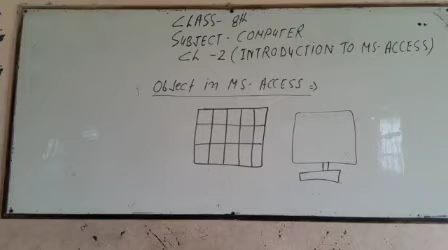 CLASS- 8th
SUBJECT- COMPUTER
Ch -2 (INTRODUCTION TO MS-ACCESS)
Object in MS-ACCESS =>